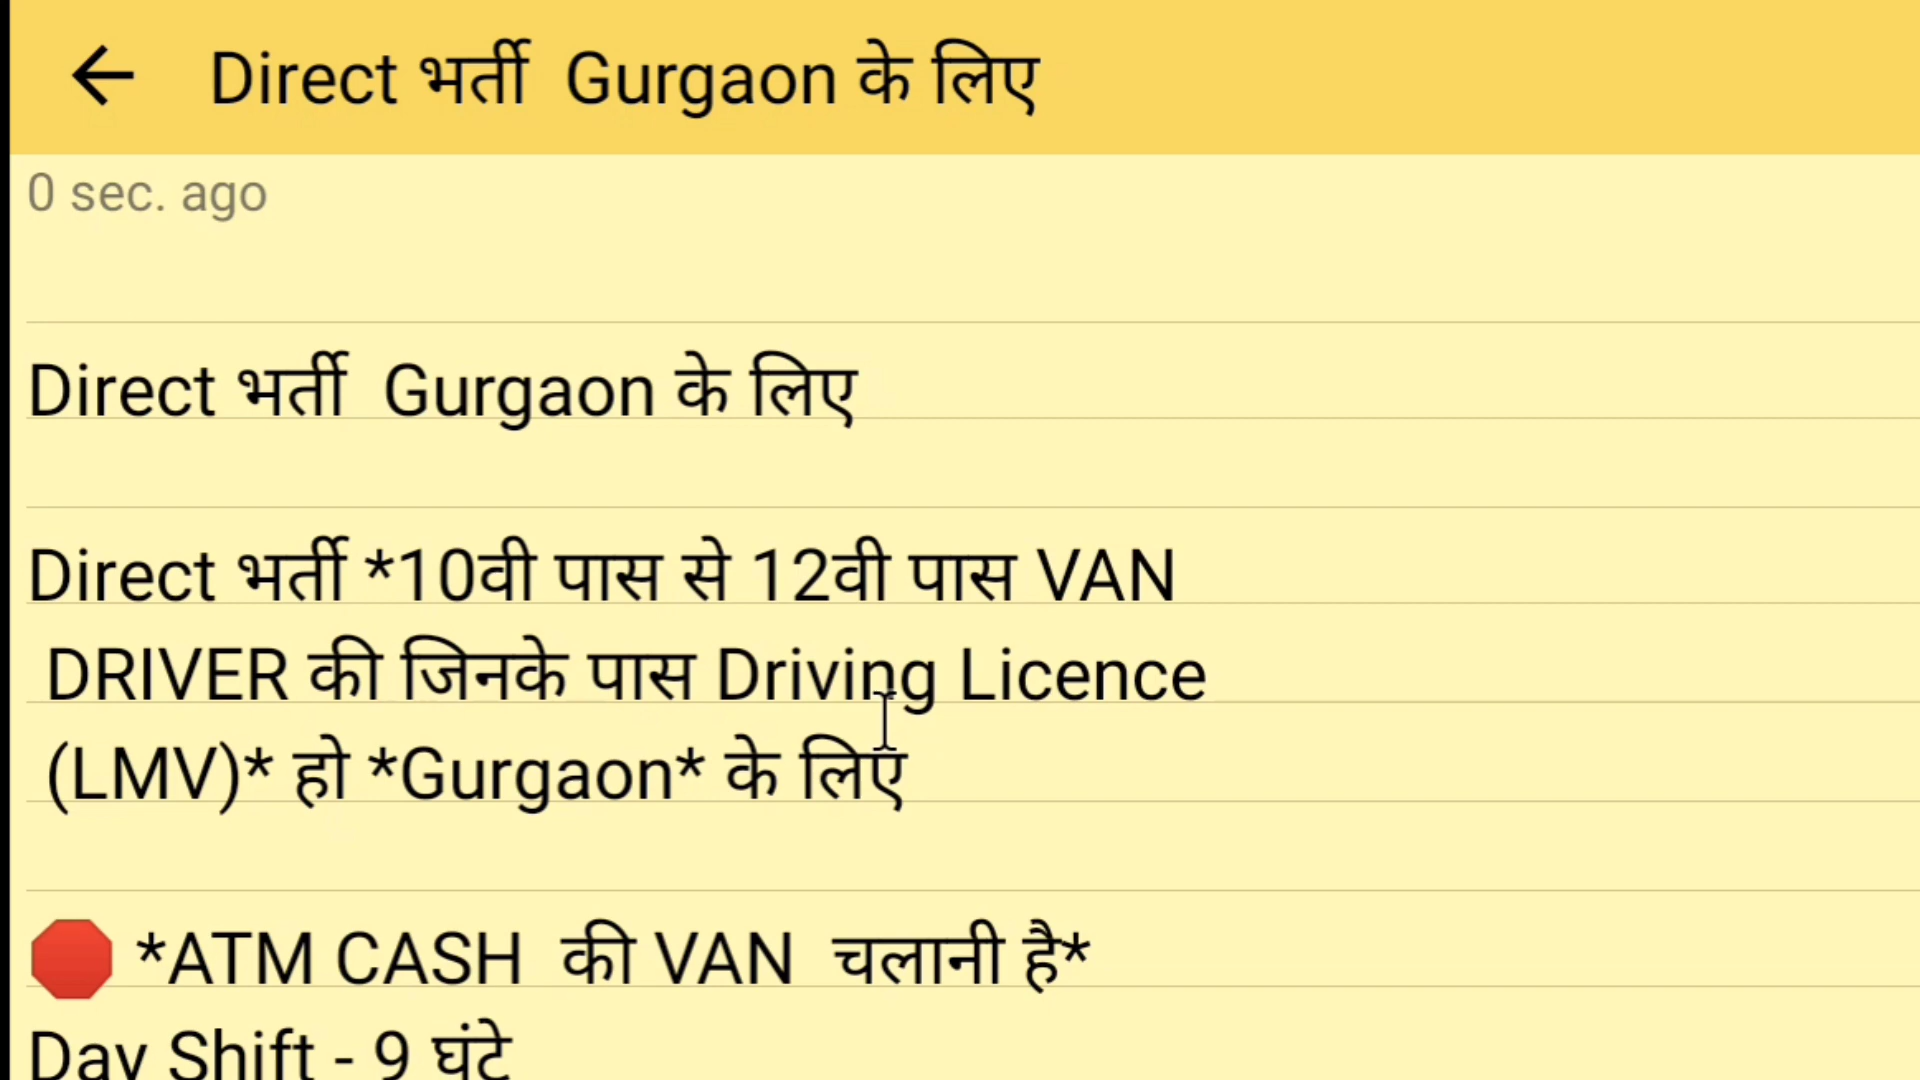 Direct भर्ती Gurgaon के लिए
0 sec. ago
Direct भर्ती Gurgaon के लिए
Direct भर्ती *10वी पास से 12वी पास VAN
DRIVER की जिनके पास Driving Licence
(LMV)* हो *Gurgaon* के लिए
🛑 *ATM CASH की VAN चलानी है*
Day Shift - 9 घंटे